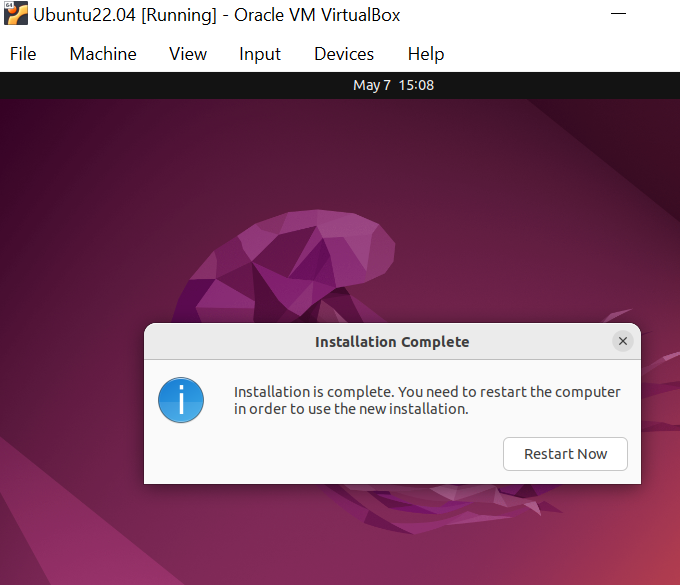 64
Ubuntu22.04 [Running] - Oracle VM VirtualBox
File Machine View Input Devices Help
May 7 15:08
Installation Complete
Installation is complete. You need to restart the computer
in order to use the new installation.
Restart Now